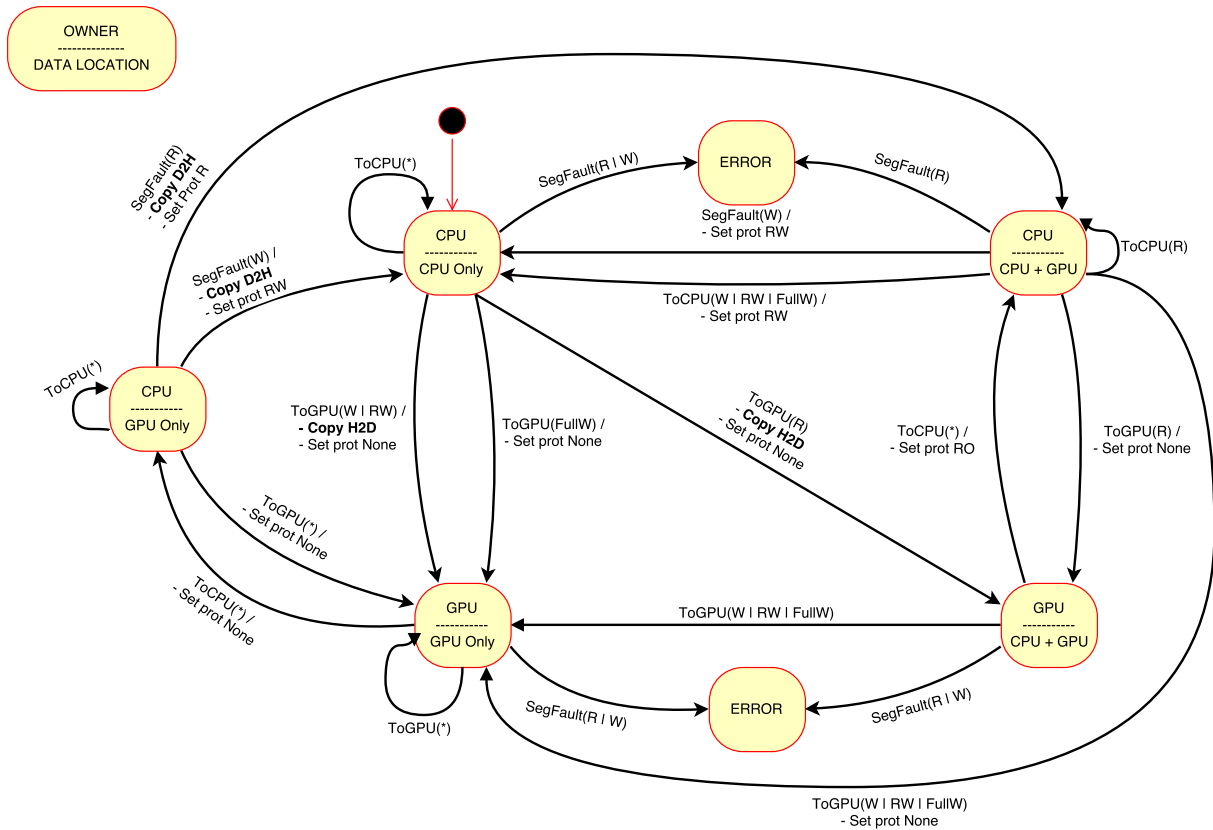 OWNER
--------------
DATA LOCATION
SegFault(R)
- Copy D2H
- Set Prot R
ToCPU(*)
SegFault(R | W)
ERROR
SegFault(R)
SegFault(W) /
- Set prot RW
CPU
-----------
CPU Only
CPU
-----------
CPU + GPU
ToCPU(R)
SegFault(W) /
- Copy D2H
- Set prot RW
ToCPU(W | RW | FullW) /
- Set prot RW
ToCPU(*)
CPU
-----------
GPU Only
ToGPU(W | RW) /
- Copy H2D
- Set prot None
ToGPU(FullW) /
- Set prot None
ToGPU(R)
- Copy H2D
- Set prot None
ToCPU(*) /
- Set prot RO
ToGPU(R) /
- Set prot None
ToGPU(*) /
- Set prot None
ToCPU(*) /
- Set prot None
GPU
-----------
GPU Only
ToGPU(W | RW | FullW)
GPU
-----------
CPU + GPU
ToGPU(*)
SegFault(R | W)
ERROR
SegFault(R | W)
ToGPU(W | RW | FullW)
- Set prot None